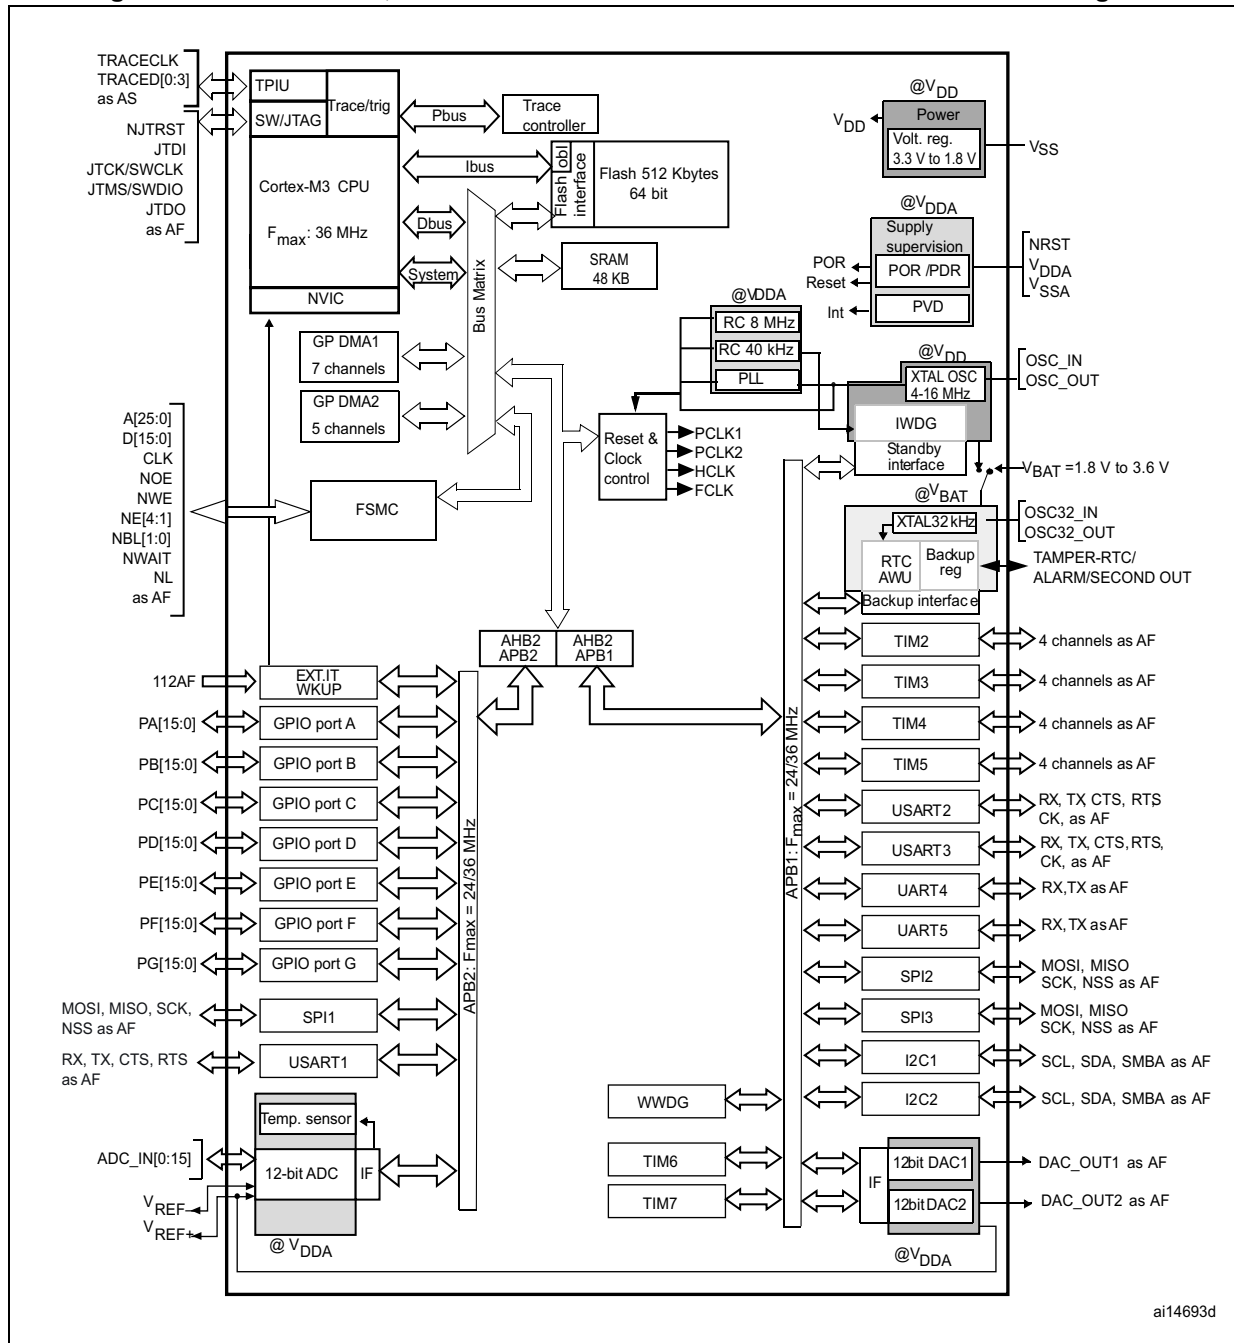 TRACECLK
TRACED[0:3]
as AS
NJTRST
JTDI
JTCK/SWCLK
JTMS/SWDIO
JTDO
as AF
TPIU
SW/JTAG
Trace/trig
Cortex-M3 CPU
Fmax: 36 MHz
NVIC
Pbus
Trace
controller
Ibus
Dbus
System
Flash obl
interface
Flash 512 Kbytes
64 bit
Bus Matrix
SRAM
48 KB
GP DMA1
7 channels
GP DMA2
5 channels
@VDD
VDD
Power
Volt. reg.
3.3 V to 1.8 V
VSS
@VDDA
Supply
supervision
POR
Reset
Int
POR /PDR
PVD
NRST
VDDA
VSSA
@VDDA
RC 8 MHz
RC 40 kHz
PLL
@VDD
XTAL OSC
4-16 MHz
IWDG
Standby
interface
OSC_IN
OSC_OUT
Reset &
Clock
control
PCLK1
PCLK2
HCLK
FCLK
VBAT =1.8 V to 3.6 V
@VBAT
XTAL32 kHz
RTC
AWU
Backup
reg
Backup interface
OSC32_IN
OSC32_OUT
TAMPER-RTC/
ALARM/SECOND OUT
A[25:0]
D[15:0]
CLK
NOE
NWE
NE[4:1]
NBL[1:0]
NWAIT
NL
as AF
FSMC
AHB2
APB2
AHB2
APB1
112AF
EXT.IT
WKUP
PA[15:0]
GPIO port A
PB[15:0]
GPIO port B
PC[15:0]
GPIO port C
PD[15:0]
GPIO port D
PE[15:0]
GPIO port E
PF[15:0]
GPIO port F
PG[15:0]
GPIO port G
MOSI, MISO, SCK,
NSS as AF
SPI1
RX, TX, CTS, RTS
as AF
USART1
APB2: Fmax = 24/36 MHz
Temp. sensor
ADC_IN[0:15]
12-bit ADC
IF
VREF-
VREF+
@ VDDA
APB1: Fmax = 24/36 MHz
TIM2
4 channels as AF
TIM3
4 channels as AF
TIM4
4 channels as AF
TIM5
4 channels as AF
USART2
RX, TX, CTS, RTS,
CK, as AF
USART3
RX, TX, CTS, RTS,
CK, as AF
UART4
RX,TX as AF
UART5
RX, TX as AF
SPI2
MOSI, MISO
SCK, NSS as AF
SPI3
MOSI, MISO
SCK, NSS as AF
I2C1
SCL, SDA, SMBA as AF
I2C2
SCL, SDA, SMBA as AF
WWDG
TIM6
TIM7
IF
12bit DAC1
DAC_OUT1 as AF
12bit DAC2
DAC_OUT2 as AF
@VDDA
ai14693d